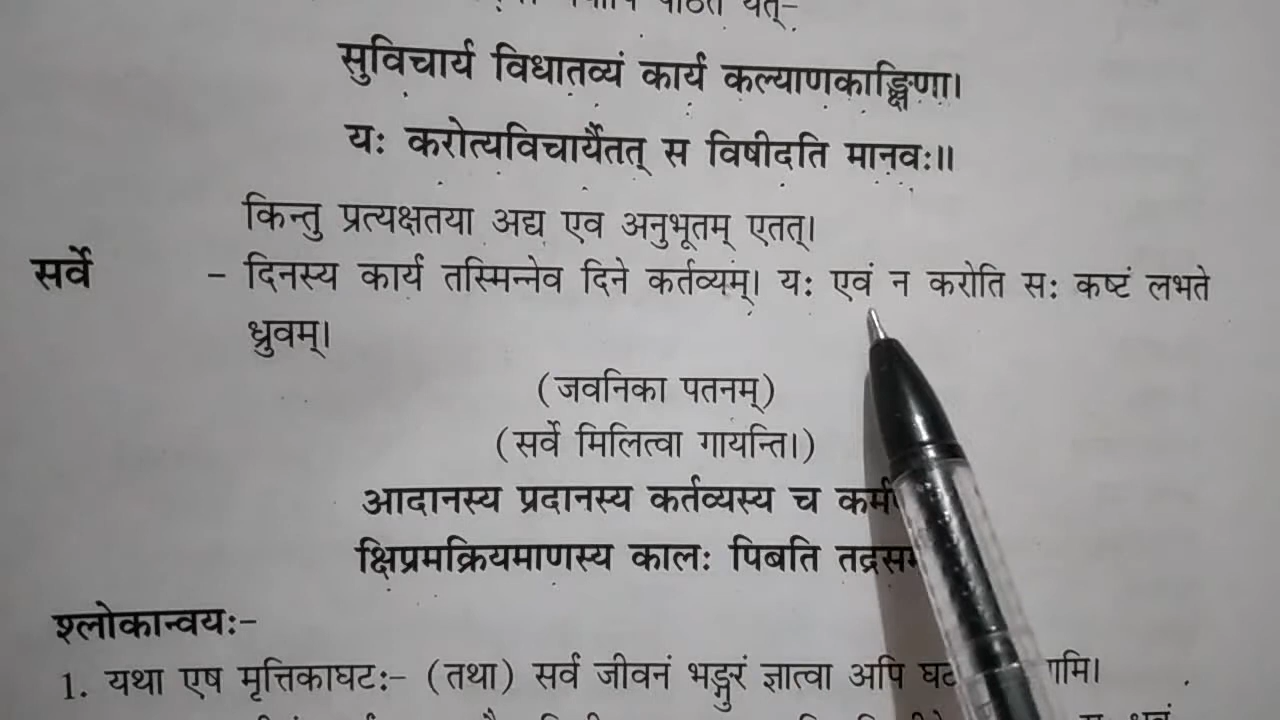 पठितं यत्-
सुविचार्य विधातव्यं कार्यं कल्याणकाङ्क्षिणा।
यः करोत्यविचार्यैतत् स विषीदति मानवः॥
किन्तु प्रत्यक्षतया अद्य एव अनुभूतम् एतत्।
सर्वे - दिनस्य कार्यं तस्मिन्नेव दिने कर्तव्यम्। यः एवं न करोति सः कष्टं लभते
ध्रुवम्।
(जवनिका पतनम्)
(सर्वे मिलित्वा गायन्ति।)
आदानस्य प्रदानस्य कर्तव्यस्य च
क्षिप्रमक्रियमाणस्य कालः पिबति
श्लोकान्वयः-
1. यथा एष मृत्तिकाघटः- (तथा) सर्वं जीवनं भङ्गुरं ज्ञात्वा अपि